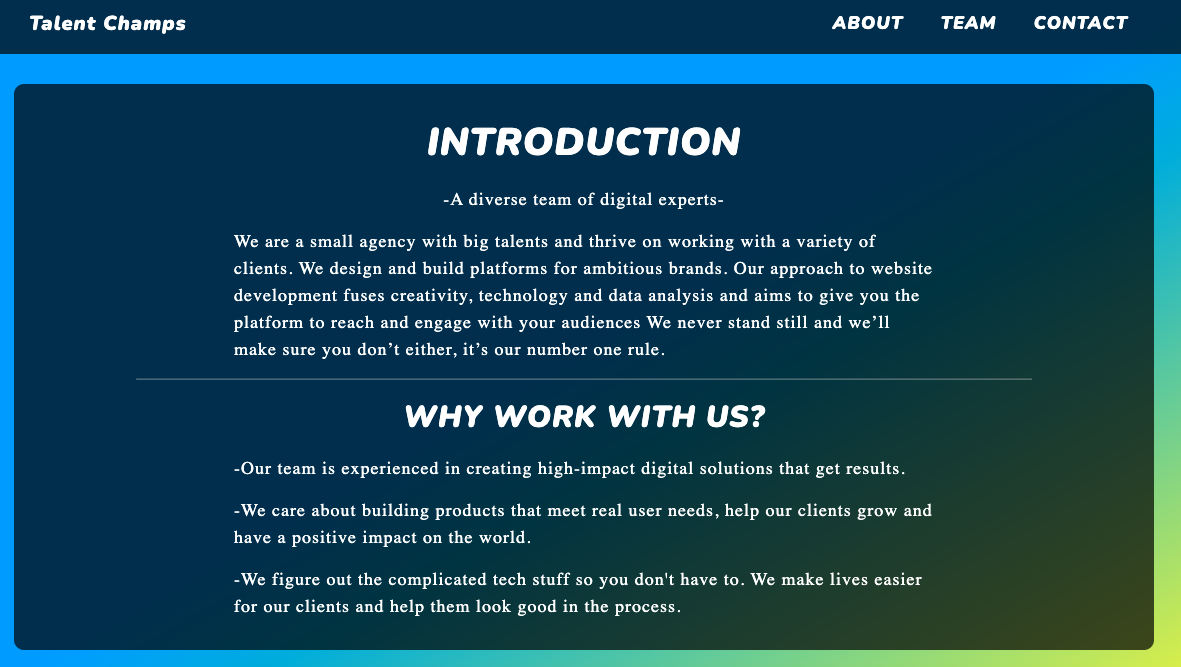 Talent Champs
ABOUT TEAM CONTACT
INTRODUCTION
-A diverse team of digital experts-
We are a small agency with big talents and thrive on working with a variety of
clients. We design and build platforms for ambitious brands. Our approach to website
development fuses creativity, technology and data analysis and aims to give you the
platform to reach and engage with your audiences We never stand still and we’ll
make sure you don’t either, it’s our number one rule.
WHY WORK WITH US?
-Our team is experienced in creating high-impact digital solutions that get results.
-We care about building products that meet real user needs, help our clients grow and
have a positive impact on the world.
-We figure out the complicated tech stuff so you don't have to. We make lives easier
for our clients and help them look good in the process.